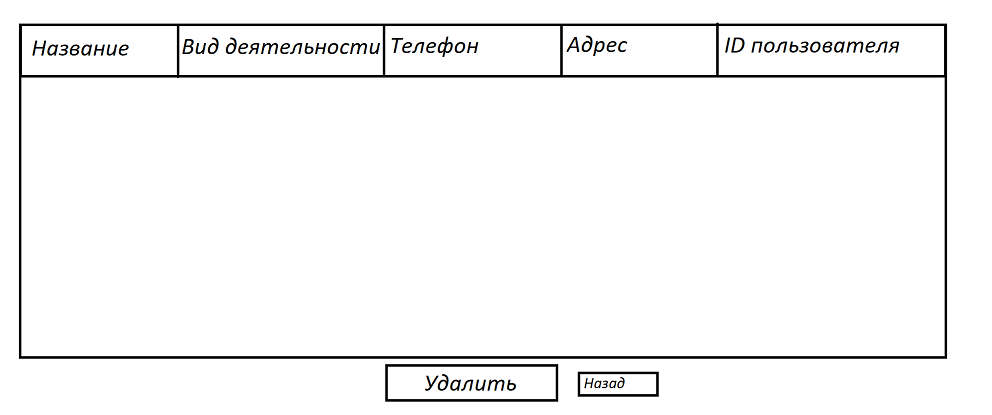 Название Вид деятельности Телефон Адрес ID пользователя
Удалить Назад